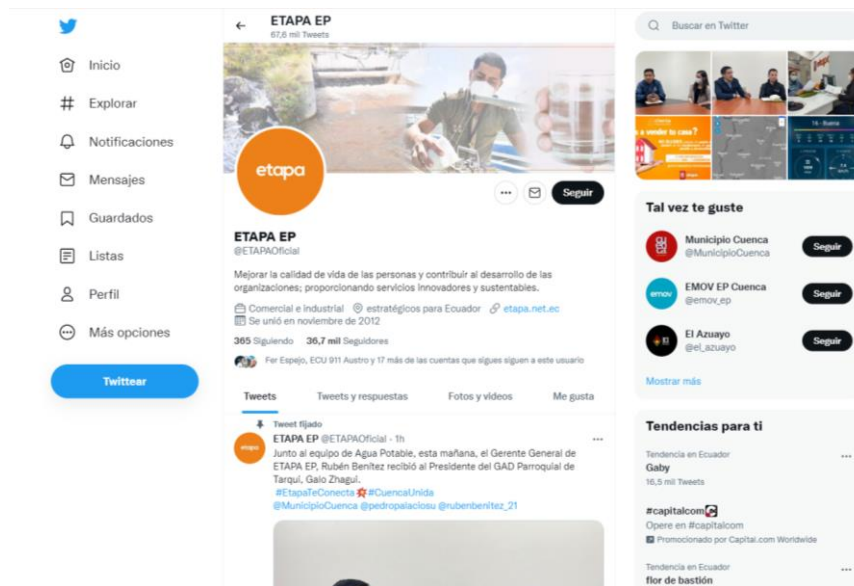 Inicio
Explorar
Notificaciones
Mensajes
Guardados
Listas
Perfil
Más opciones
Twittear
ETAPA EP
67,6 mil Tweets
etapa
Seguir
ETAPA EP
@ETAPAOficial
Mejorar la calidad de vida de las personas y contribuir al desarrollo de las
organizaciones; proporcionando servicios innovadores y sustentables.
Comercial e industrial estratégicos para Ecuador etapa.net.ec
Se unió en noviembre de 2012
365 Siguiendo 36,7 mil Seguidores
Fer Espejo, ECU 911 Austro y 17 más de las cuentas que sigues siguen a este usuario
Tweets Tweets y respuestas Fotos y videos Me gusta
Tweet fijado
etapa
ETAPA EP @ETAPAOficial · 1h
Junto al equipo de Agua Potable, esta mañana, el Gerente General de
ETAPA EP, Rubén Benítez recibió al Presidente del GAD Parroquial de
Tarqui, Galo Zhagui.
#EtapaTeConecta #CuencaUnida
@MunicipioCuenca @pedropalaciosu @rubenbenitez_21
Buscar en Twitter
a vender tu casa?
16 - Buena
Tal vez te guste
Municipio Cuenca
@MunicipioCuenca
Seguir
emov
EMOV EP Cuenca
@emov_ep
Seguir
El Azuayo
@el_azuayo
Seguir
Mostrar más
Tendencias para ti
Tendencia en Ecuador
Gaby
16,5 mil Tweets
#capitalcom
Opere en #capitalcom
Promocionado por Capital.com Worldwide
Tendencia en Ecuador
flor de bastión